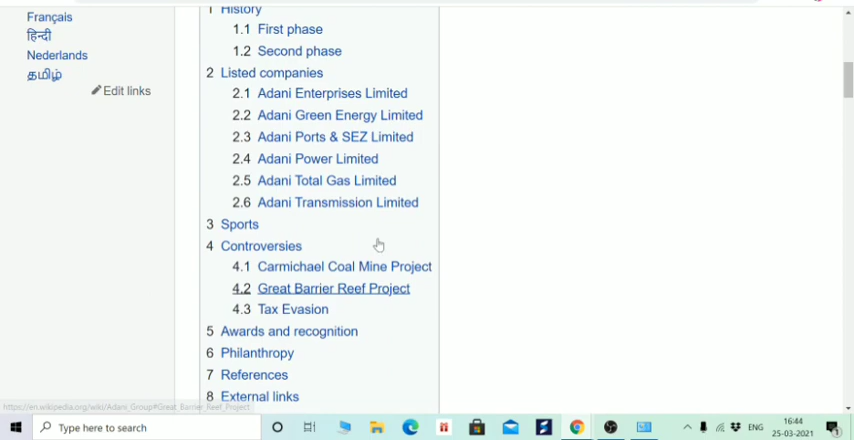 Français
हिन्दी
Nederlands
தமிழ்
Edit links
1 History
1.1 First phase
1.2 Second phase
2 Listed companies
2.1 Adani Enterprises Limited
2.2 Adani Green Energy Limited
2.3 Adani Ports & SEZ Limited
2.4 Adani Power Limited
2.5 Adani Total Gas Limited
2.6 Adani Transmission Limited
3 Sports
4 Controversies
4.1 Carmichael Coal Mine Project
4.2 Great Barrier Reef Project
4.3 Tax Evasion
5 Awards and recognition
6 Philanthropy
7 References
8 External links
https://en.wikipedia.org/wiki/Adani_Group#Great_Barrier_Reef_Project
Type here to search
ENG
16:44
25-03-2021
1